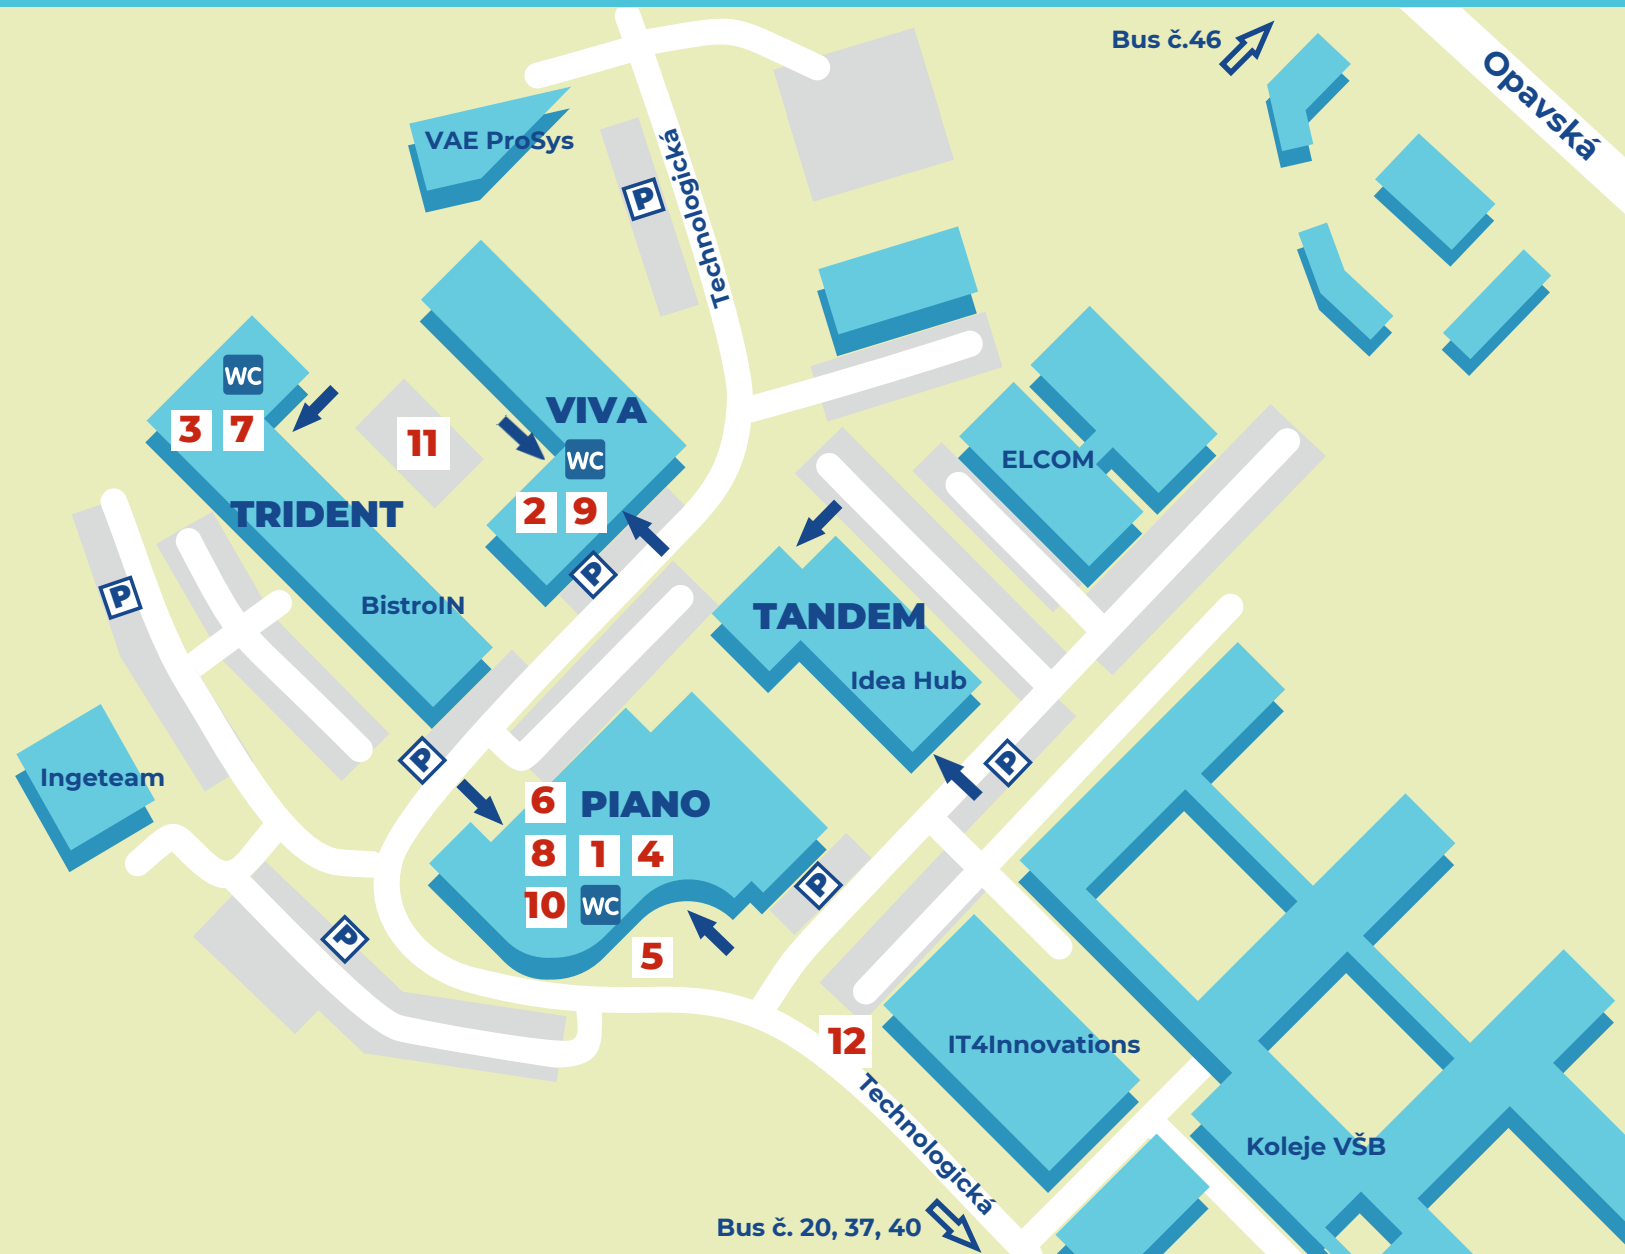 Bus č.46
Opavská
VAE ProSys
Technologická
P
WC
3 7
11
VIVA
WC
2 9
P
ELCOM
TRIDENT
BistroIN
P
TANDEM
Idea Hub
Ingeteam
P
P
6 PIANO
8 1 4
10 WC
5
P
P
12
IT4Innovations
Technologická
Koleje VŠB
Bus č. 20, 37, 40